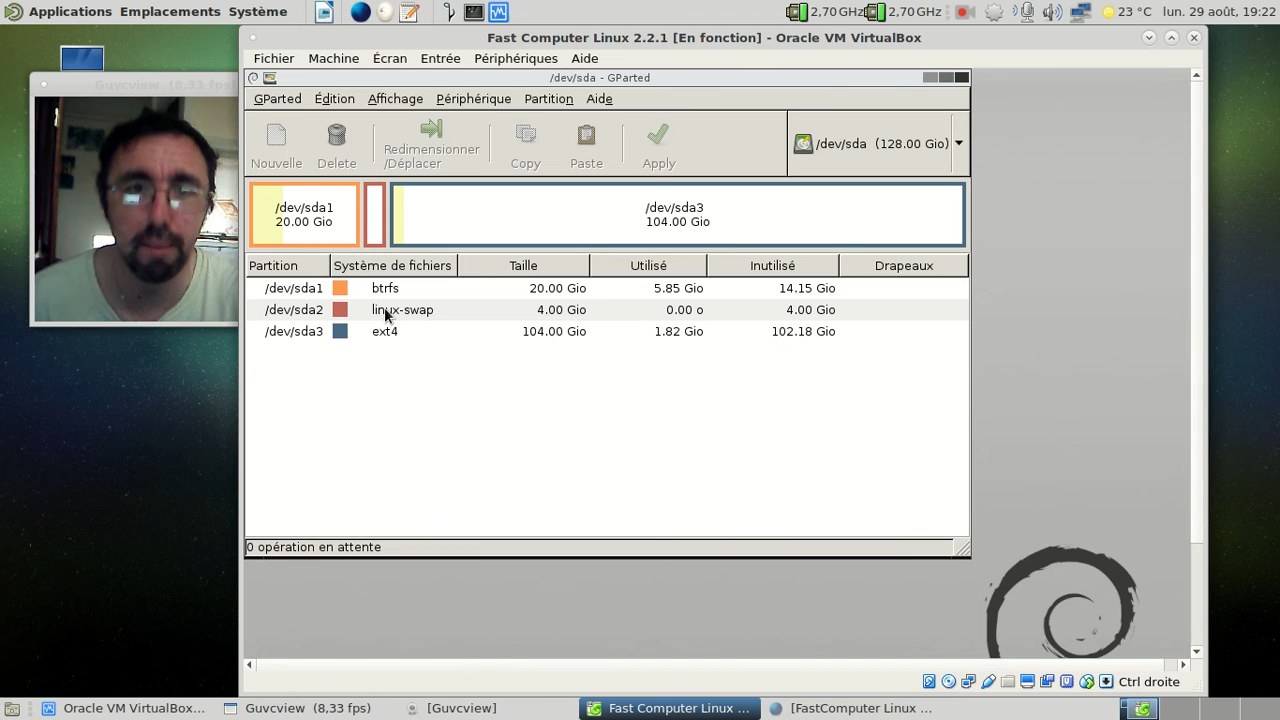 Applications Emplacements Système
2,70 GHz 2,70 GHz 23 °C lun. 29 août, 19:22
Guvcview (8,33 fps)
Fast Computer Linux 2.2.1 [En fonction] - Oracle VM VirtualBox
Fichier Machine Écran Entrée Périphériques Aide
/dev/sda - GParted
GParted Édition Affichage Périphérique Partition Aide
Nouvelle Delete Redimensionner Copy Paste Apply
/Déplacer
/dev/sda (128.00 Gio)
/dev/sda1 /dev/sda3
20.00 Gio 104.00 Gio
Partition Système de fichiers Taille Utilisé Inutilisé Drapeaux
/dev/sda1 btrfs 20.00 Gio 5.85 Gio 14.15 Gio
/dev/sda2 linux-swap 4.00 Gio 0.00 o 4.00 Gio
/dev/sda3 ext4 104.00 Gio 1.82 Gio 102.18 Gio
0 opération en attente
Ctrl droite
Oracle VM VirtualBox... Guvcview (8,33 fps) [Guvcview] Fast Computer Linux ... [FastComputer Linux ...